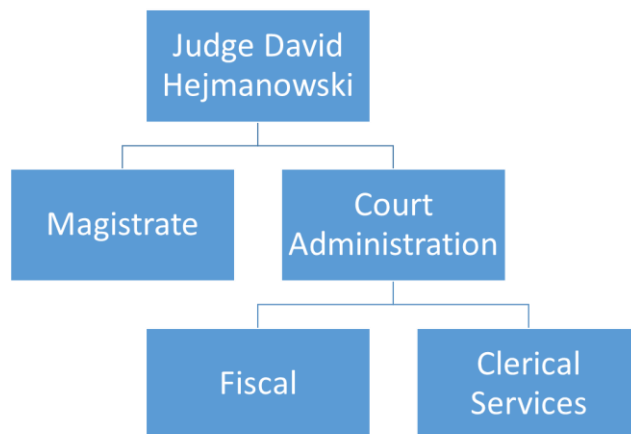 Judge David
Hejmanowski
Magistrate
Court
Administration
Fiscal
Clerical
Services